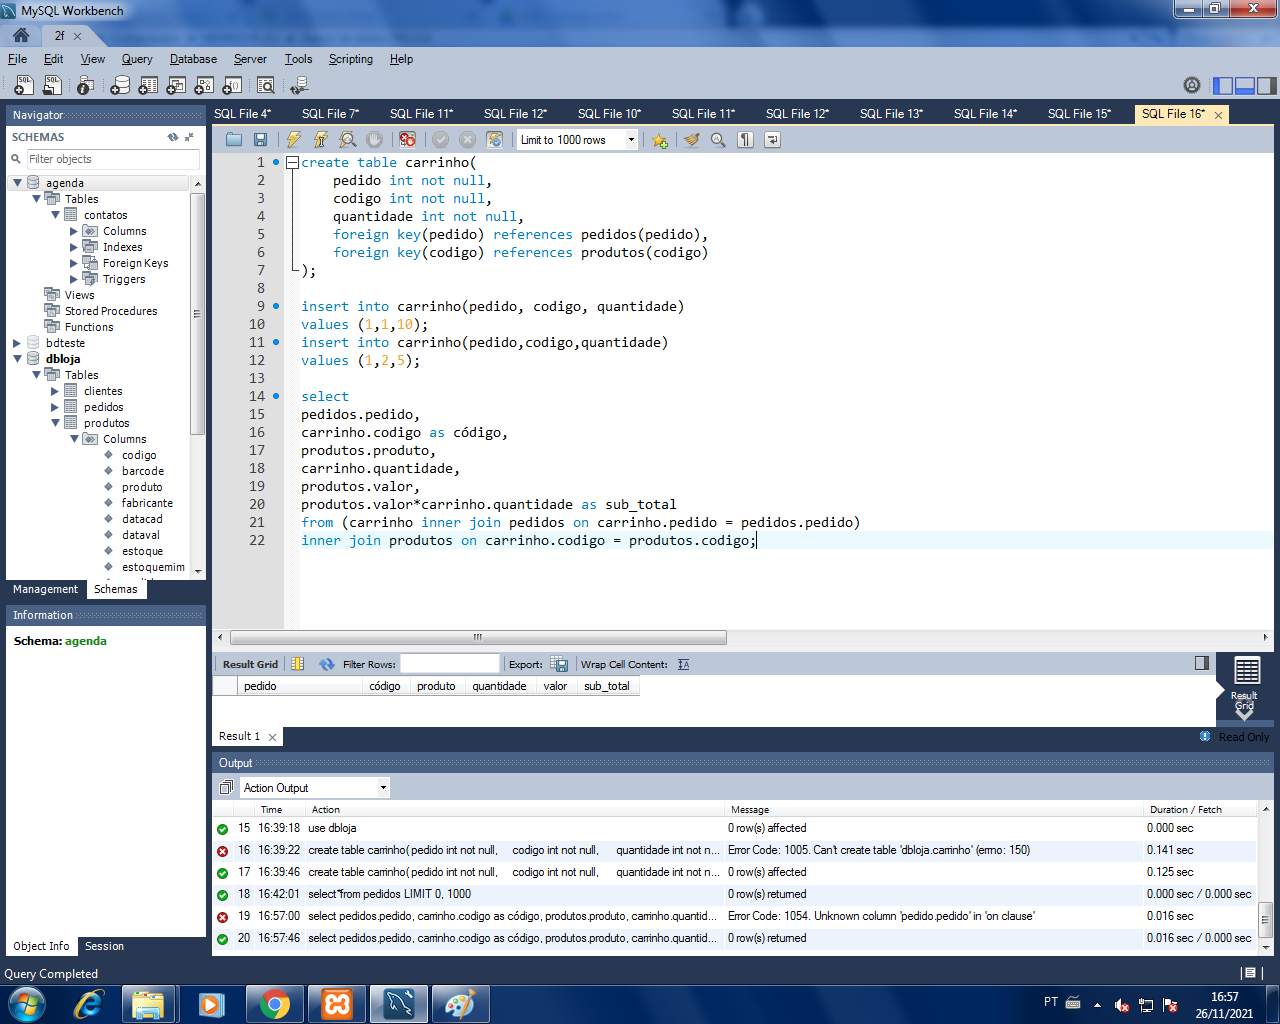 MySQL Workbench
2f
File Edit View Query Database Server Tools Scripting Help
Navigator
SCHEMAS
Filter objects
agenda
Tables
contatos
Columns
Indexes
Foreign Keys
Triggers
Views
Stored Procedures
Functions
bdteste
dbloja
Tables
clientes
pedidos
produtos
Columns
codigo
barcode
produto
fabricante
datacad
dataval
estoque
estoquemim
Management Schemas
Information
Schema: agenda
Object Info Session
SQL File 4* SQL File 7* SQL File 11* SQL File 12* SQL File 10* SQL File 11* SQL File 12* SQL File 13* SQL File 14* SQL File 15* SQL File 16*
Limit to 1000 rows
1 create table carrinho(
2 pedido int not null,
3 codigo int not null,
4 quantidade int not null,
5 foreign key(pedido) references pedidos(pedido),
6 foreign key(codigo) references produtos(codigo)
7 );
8
9 insert into carrinho(pedido, codigo, quantidade)
10 values (1,1,10);
11 insert into carrinho(pedido,codigo,quantidade)
12 values (1,2,5);
13
14 select
15 pedidos.pedido,
16 carrinho.codigo as código,
17 produtos.produto,
18 carrinho.quantidade,
19 produtos.valor,
20 produtos.valor*carrinho.quantidade as sub_total
21 from (carrinho inner join pedidos on carrinho.pedido = pedidos.pedido)
22 inner join produtos on carrinho.codigo = produtos.codigo;
Result Grid Filter Rows: Export: Wrap Cell Content:
pedido código produto quantidade valor sub_total
Result Grid
Result 1
Read Only
Output
Action Output
Time Action Message Duration / Fetch
15 16:39:18 use dbloja 0 row(s) affected 0.000 sec
16 16:39:22 create table carrinho( pedido int not null, codigo int not null, quantidade int not n... Error Code: 1005. Can't create table 'dbloja.carrinho' (errno: 150) 0.141 sec
17 16:39:46 create table carrinho( pedido int not null, codigo int not null, quantidade int not n... 0 row(s) affected 0.125 sec
18 16:42:01 select*from pedidos LIMIT 0, 1000 0 row(s) returned 0.000 sec / 0.000 sec
19 16:57:00 select pedidos.pedido, carrinho.codigo as código, produtos.produto, carrinho.quantid... Error Code: 1054. Unknown column 'pedido.pedido' in 'on clause' 0.016 sec
20 16:57:46 select pedidos.pedido, carrinho.codigo as código, produtos.produto, carrinho.quantid... 0 row(s) returned 0.016 sec / 0.000 sec
Query Completed
PT
16:57
26/11/2021